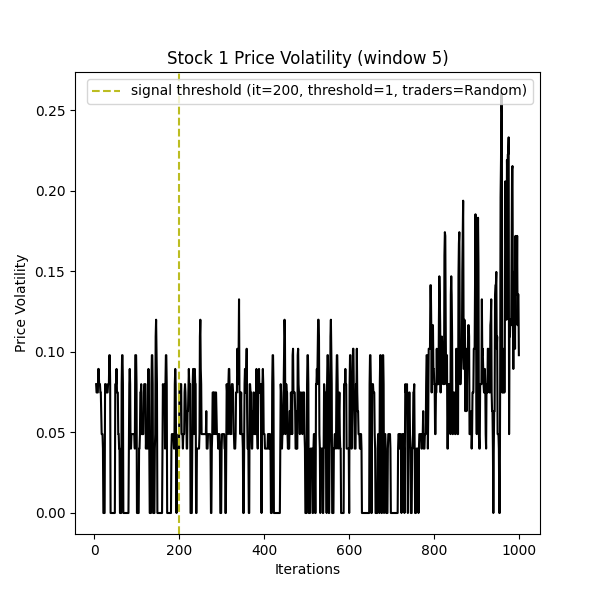 Stock 1 Price Volatility (window 5)
signal threshold (it=200, threshold=1, traders=Random)
0.25
0.20
0.15
0.10
0.05
0.00
Price Volatility
0 200 400 600 800 1000
Iterations